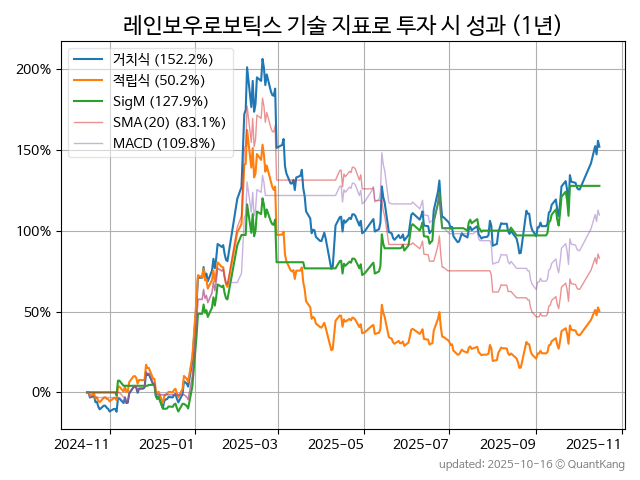 레인보우로보틱스 기술 지표로 투자 시 성과 (1년)
거치식 (152.2%)
적립식 (50.2%)
SigM (127.9%)
SMA(20) (83.1%)
MACD (109.8%)
200%
150%
100%
50%
0%
2024-11 2025-01 2025-03 2025-05 2025-07 2025-09 2025-11
updated: 2025-10-16 © QuantKang